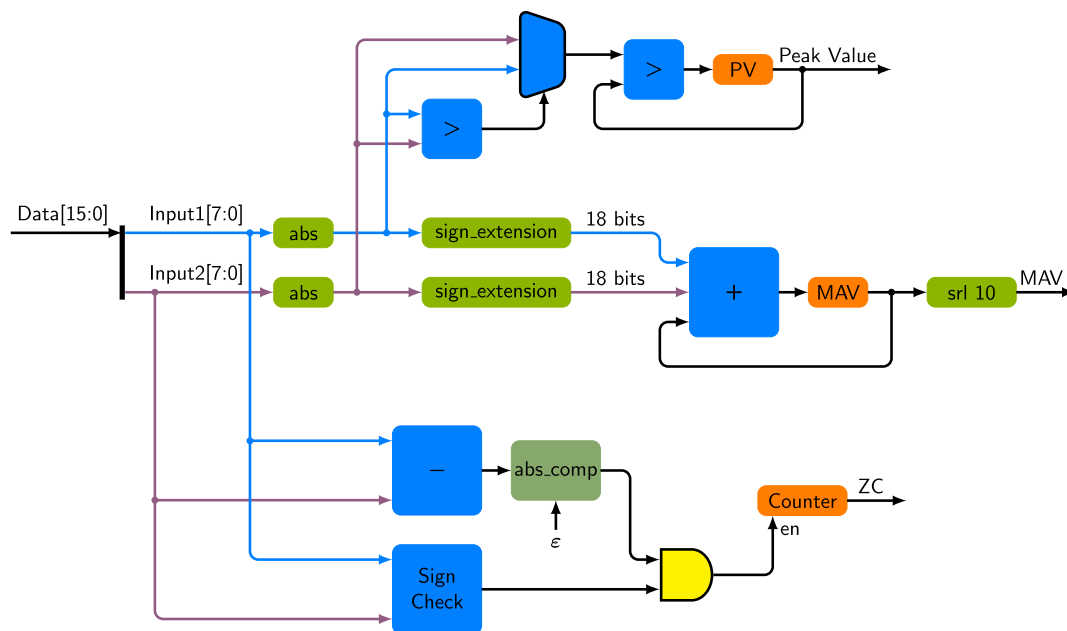 Peak Value
>
PV
>
Data[15:0]
Input1[7:0]
abs
sign_extension
18 bits
Input2[7:0]
abs
sign_extension
18 bits
+
MAV
srl 10
MAV
−
abs_comp
ε
Counter
ZC
en
Sign
Check